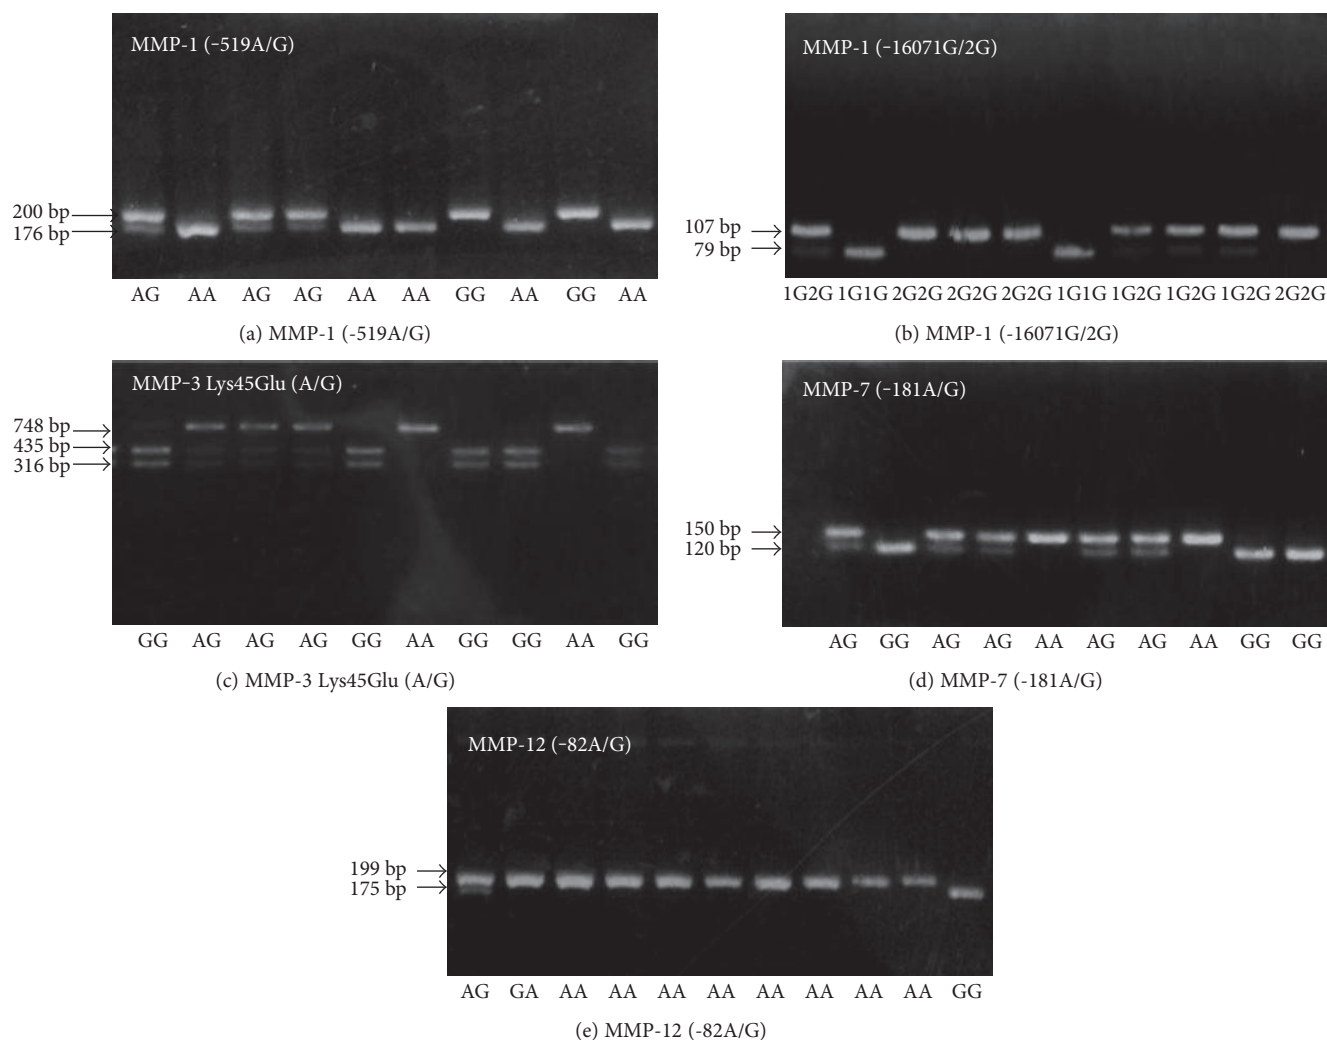 MMP-1 (-519A/G)
200 bp
176 bp
AG AA AG AG AA AA GG AA GG AA
(a) MMP-1 (-519A/G)
MMP-1 (-16071G/2G)
107 bp
79 bp
1G2G 1G1G 2G2G 2G2G 2G2G 1G1G 1G2G 1G2G 1G2G 2G2G
(b) MMP-1 (-16071G/2G)
MMP-3 Lys45Glu (A/G)
748 bp
435 bp
316 bp
GG AG AG AG GG AA GG GG AA GG
(c) MMP-3 Lys45Glu (A/G)
MMP-7 (-181A/G)
150 bp
120 bp
AG GG AG AG AA AG AG AA GG GG
(d) MMP-7 (-181A/G)
MMP-12 (-82A/G)
199 bp
175 bp
AG GA AA AA AA AA AA AA AA AA GG
(e) MMP-12 (-82A/G)